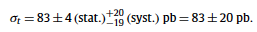 σt = 83 ± 4 (stat.)+20−19 (syst.) pb = 83 ± 20 pb.